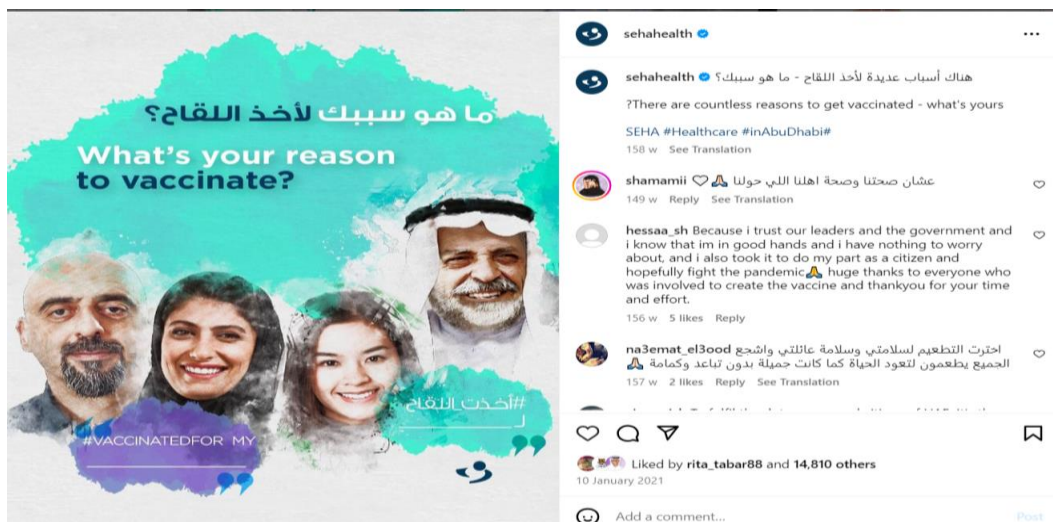 ما هو سببك لأخذ اللقاح؟
What's your reason
to vaccinate?
#أخذت_اللقاح
لـ
#VACCINATEDFOR MY
sehahealth
sehahealth هناك أسباب عديدة لأخذ اللقاح - ما هو سببك؟
?There are countless reasons to get vaccinated - what's yours
SEHA #Healthcare #inAbuDhabi#
158 w See Translation
shamamii 🤍🙏🏻 عشان صحتنا وصحة اهلنا اللي حولنا
149 w Reply See Translation
hessaa_sh Because i trust our leaders and the government and
i know that im in good hands and i have nothing to worry
about, and i also took it to do my part as a citizen and
hopefully fight the pandemic🙏 huge thanks to everyone who
was involved to create the vaccine and thankyou for your time
and effort.
156 w 5 likes Reply
na3emat_el3ood اخترت التطعيم لسلامتي وسلامة عائلتي واشجع
الجميع يطعمون لتعود الحياة كما كانت جميلة بدون تباعد وكمامة 🙏
157 w 2 likes Reply See Translation
Liked by rita_tabar88 and 14,810 others
10 January 2021
Add a comment...
Post